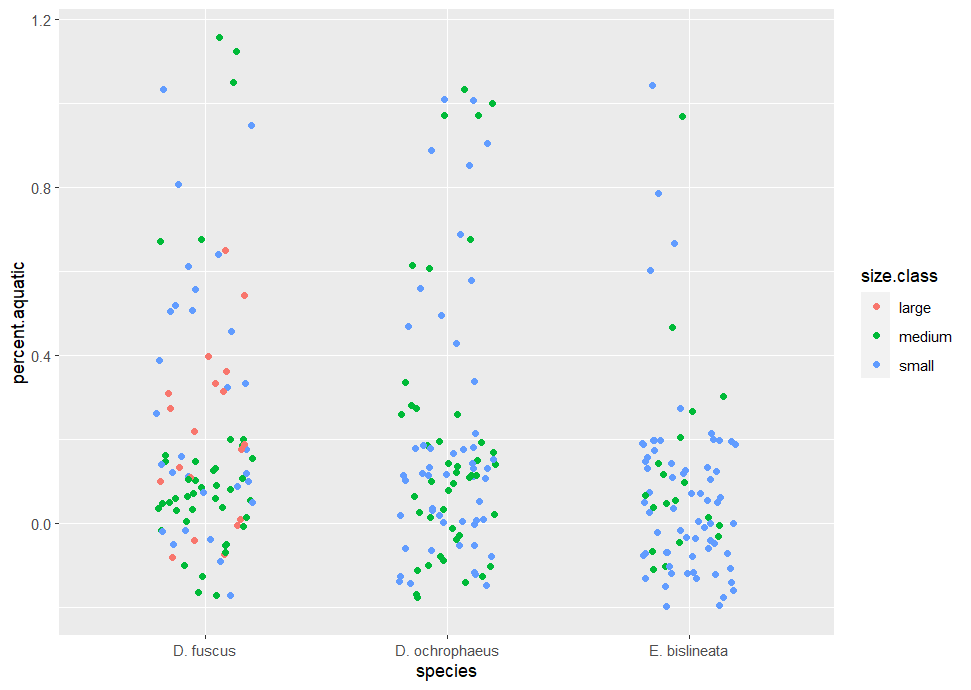 1.2
0.8
0.4
0.0
percent.aquatic
D. fuscus
D. ochrophaeus
E. bislineata
species
size.class
large
medium
small